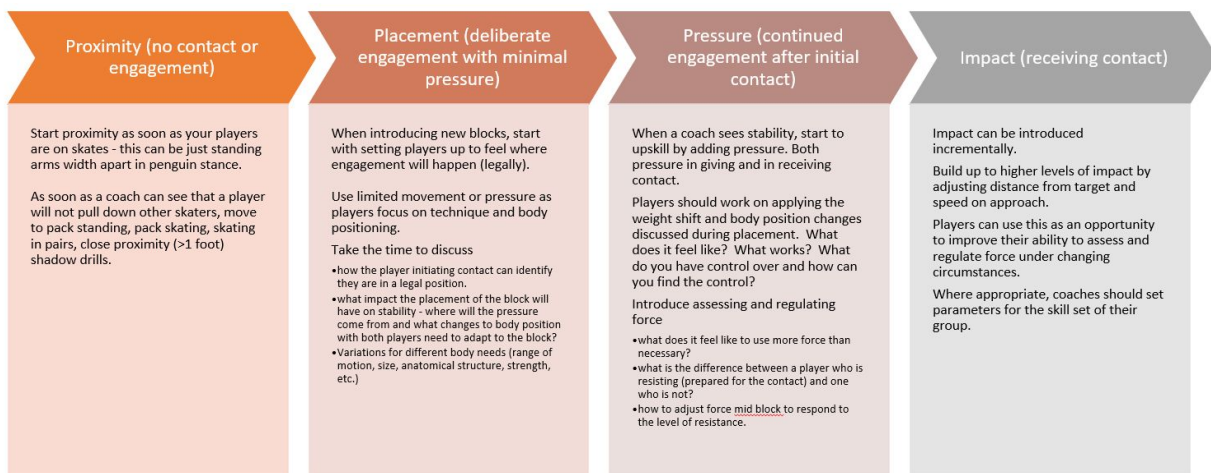 Proximity (no contact or
engagement)
Start proximity as soon as your players
are on skates - this can be just standing
arms width apart in penguin stance.
As soon as a coach can see that a player
will not pull down other skaters, move
to pack standing, pack skating, skating
in pairs, close proximity (>1 foot)
shadow drills.
Placement (deliberate
engagement with minimal
pressure)
When introducing new blocks, start
with setting players up to feel where
engagement will happen (legally).
Use limited movement or pressure as
players focus on technique and body
positioning.
Take the time to discuss
•how the player initiating contact can identify
they are in a legal position.
•what impact the placement of the block will
have on stability - where will the pressure
come from and what changes to body position
with both players need to adapt to the block?
•Variations for different body needs (range of
motion, size, anatomical structure, strength,
etc.)
Pressure (continued
engagement after initial
contact)
When a coach sees stability, start to
upskill by adding pressure. Both
pressure in giving and in receiving
contact.
Players should work on applying the
weight shift and body position changes
discussed during placement.  What
does it feel like?  What works?  What
do you have control over and how can
you find the control?
Introduce assessing and regulating
force
•what does it feel like to use more force than
necessary?
•what is the difference between a player who is
resisting (prepared for the contact) and one
who is not?
•how to adjust force mid block to respond to
the level of resistance.
Impact (receiving contact)
Impact can be introduced
incrementally.
Build up to higher levels of impact by
adjusting distance from target and
speed on approach.
Players can use this as an opportunity
to improve their ability to assess and
regulate force under changing
circumstances.
Where appropriate, coaches should set
parameters for the skill set of their
group.